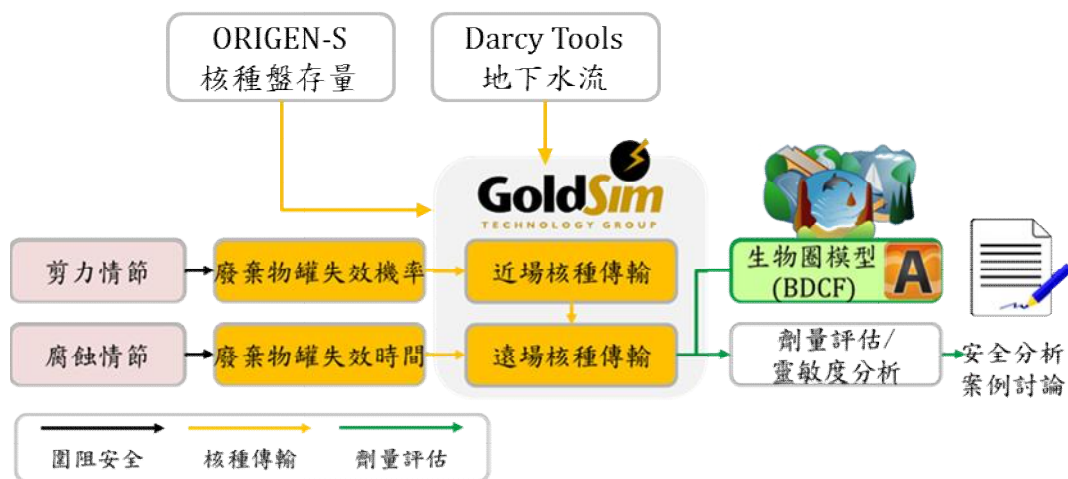 ORIGEN-S
核種盤存量
Darcy Tools
地下水流
GoldSim
TECHNOLOGY GROUP
剪力情節
廢棄物罐失效機率
近場核種傳輸
生物圈模型
(BDCF)
A
腐蝕情節
廢棄物罐失效時間
遠場核種傳輸
劑量評估/
靈敏度分析
安全分析
案例討論
圍阻安全
核種傳輸
劑量評估